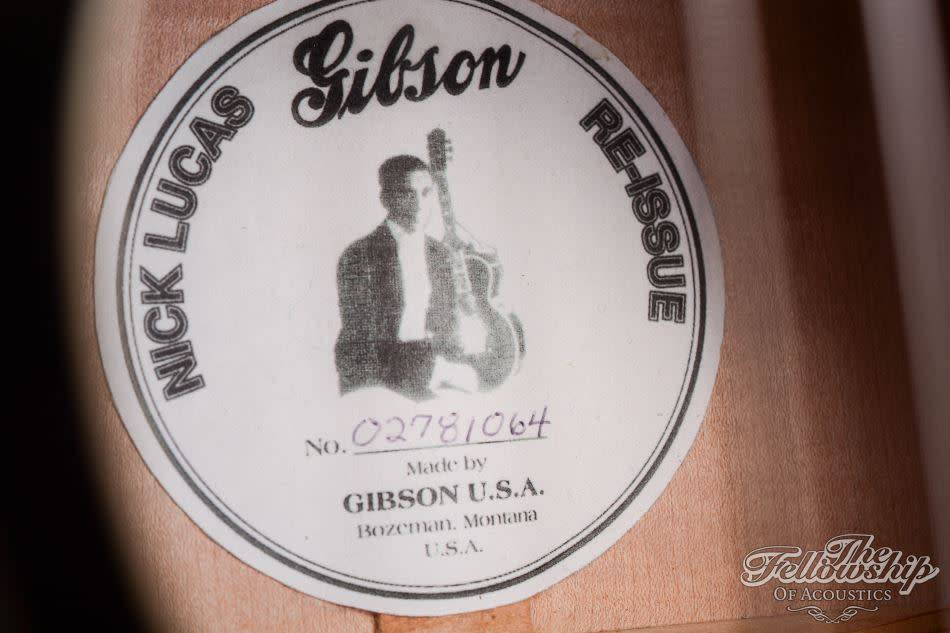 Gibson
NICK LUCAS
RE-ISSUE
No. 02781064
Made by
GIBSON U.S.A.
Bozeman, Montana
U.S.A.
The
Fellowship
OF ACOUSTICS